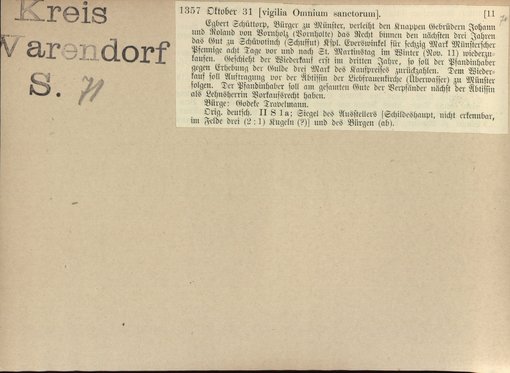 Kreis
Warendorf
S. 71
1357 Oktober 31 [vigilia Omnium sanctorum]. [11
Egbert Schüttorp, Bürger zu Münster, verleiht den Knappen Gebrüdern Johann
und Roland von Vornholz (Vornholte) das Recht binnen den nächsten drei Jahren
das Gut zu Schüvotinch (Schuffut) Kspl. Everswinkel für sechzig Mark Münsterscher
Pfennige acht Tage vor und nach St. Martinstag im Winter (Nov. 11) wiederzu-
kaufen. Geschieht der Wiederkauf erst im dritten Jahre, so soll der Pfandinhaber
gegen Erhebung der Gulde drei Mark des Kaufpreises zurückzahlen. Dem Wieder-
kauf soll Auftragung vor der Äbtissin der Liebfrauenkirche (Überwasser) zu Münster
folgen. Der Pfandinhaber soll am gesamten Gute der Verpfänder nächst der Äbtissin
als Lehnsherrin Vorkaufsrecht haben.
Bürge: Godeke Travelmann.
Orig. deutsch. II 81a; Siegel des Ausstellers [Schildeshaupt, nicht erkennbar,
im Felde drei (2 : 1) Kugeln (?)] und des Bürgen (ab).